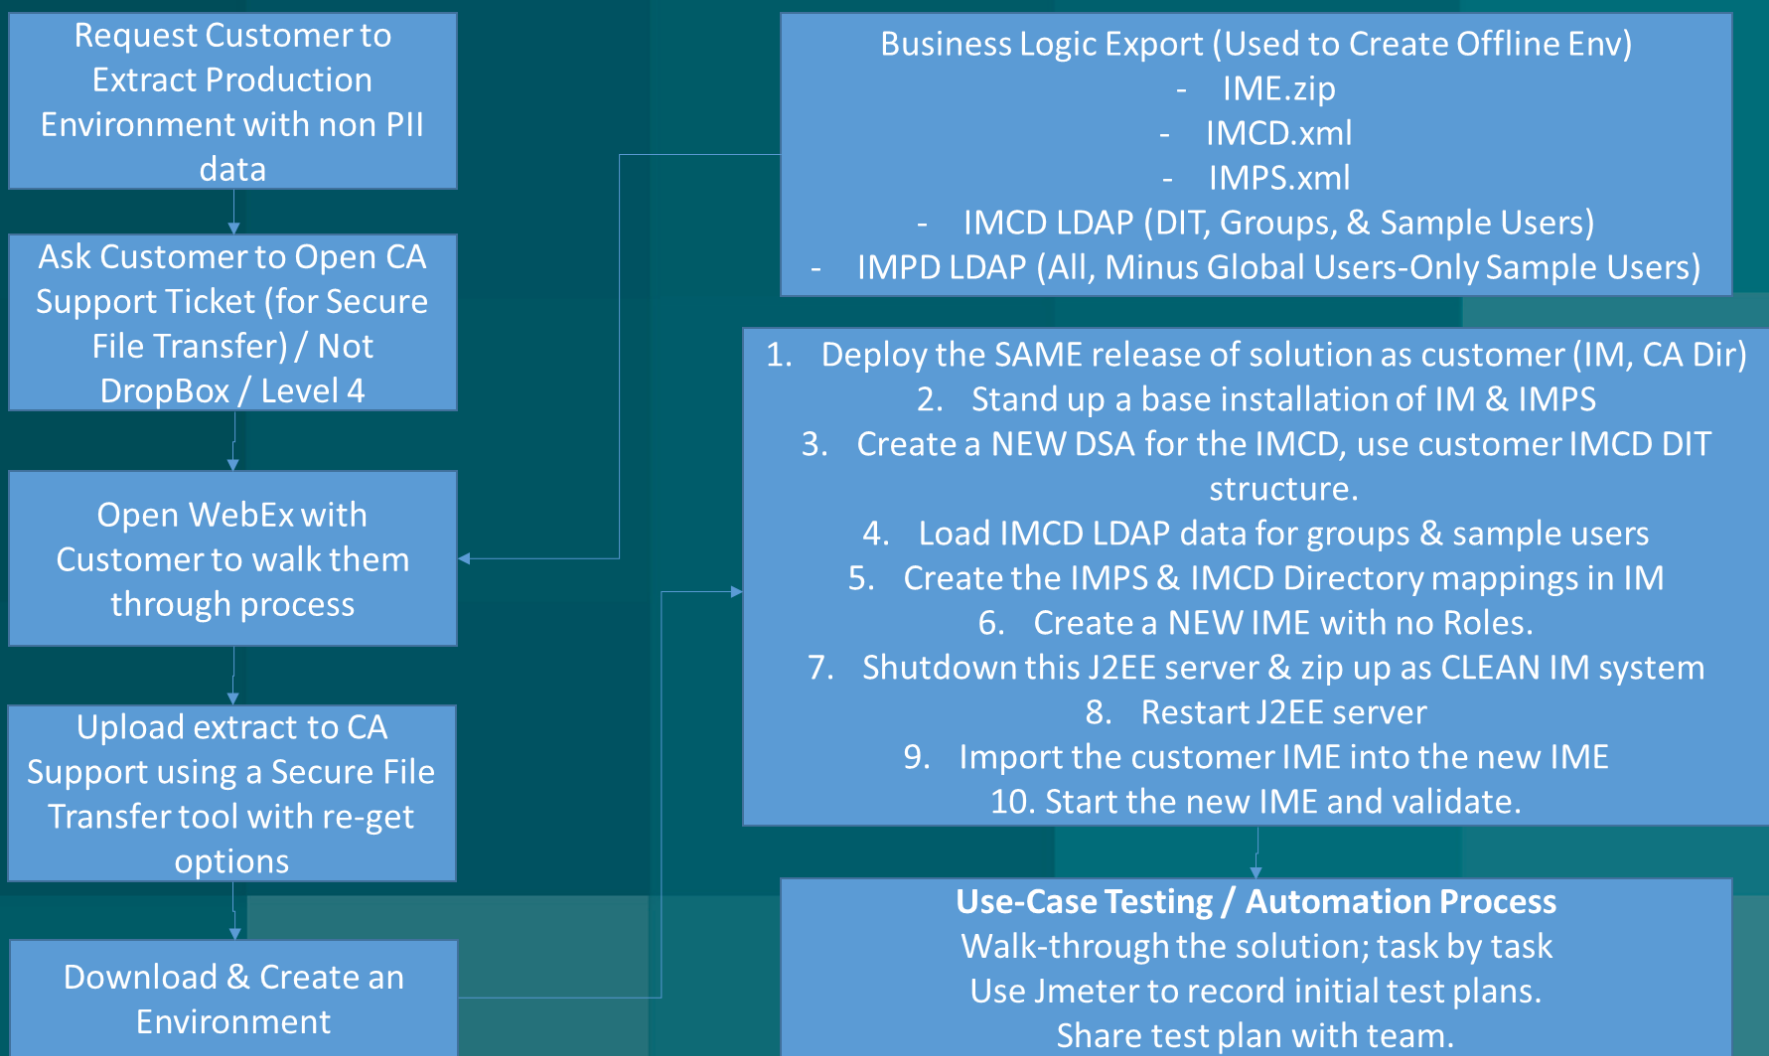 Request Customer to
Extract Production
Environment with non PII
data
Ask Customer to Open CA
Support Ticket (for Secure
File Transfer) / Not
DropBox / Level 4
Open WebEx with
Customer to walk them
through process
Upload extract to CA
Support using a Secure File
Transfer tool with re-get
options
Download & Create an
Environment
Business Logic Export (Used to Create Offline Env)
- IME.zip
- IMCD.xml
- IMPS.xml
- IMCD LDAP (DIT, Groups, & Sample Users)
- IMPD LDAP (All, Minus Global Users-Only Sample Users)
1. Deploy the SAME release of solution as customer (IM, CA Dir)
2. Stand up a base installation of IM & IMPS
3. Create a NEW DSA for the IMCD, use customer IMCD DIT
structure.
4. Load IMCD LDAP data for groups & sample users
5. Create the IMPS & IMCD Directory mappings in IM
6. Create a NEW IME with no Roles.
7. Shutdown this J2EE server & zip up as CLEAN IM system
8. Restart J2EE server
9. Import the customer IME into the new IME
10. Start the new IME and validate.
Use-Case Testing / Automation Process
Walk-through the solution; task by task
Use Jmeter to record initial test plans.
Share test plan with team.